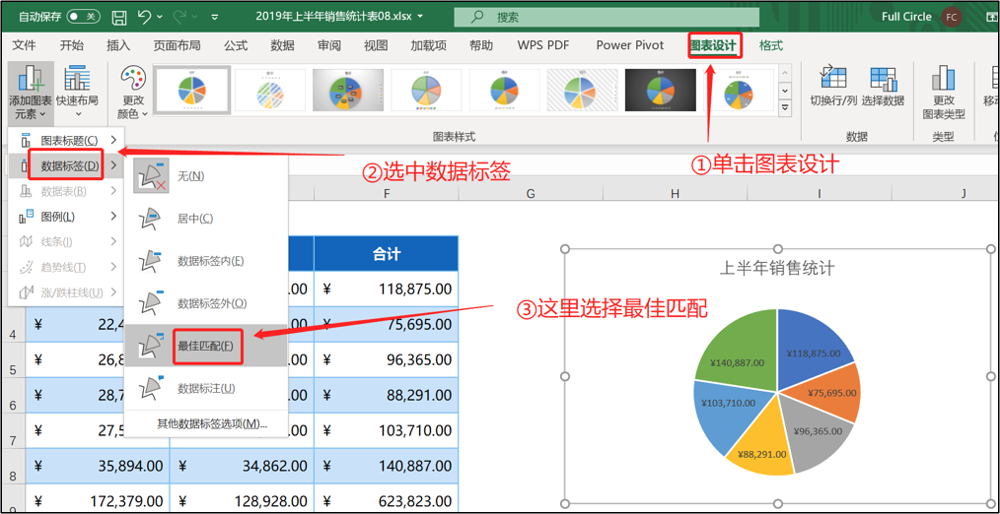 自动保存 关 2019年上半年销售统计表08.xlsx 搜索 Full Circle FC
文件 开始 插入 页面布局 公式 数据 审阅 视图 加载项 帮助 WPS PDF Power Pivot 图表设计 格式
添加图表元素 快速布局 更改颜色 切换行/列 选择数据 更改图表类型
图表样式 数据 类型
图表标题(C)
数据标签(D)
数据表(B)
图例(L)
线条(I)
趋势线(T)
涨/跌柱线(U)
无(N)
居中(C)
数据标签内(E)
数据标签外(O)
最佳匹配(F)
数据标注(U)
其他数据标签选项(M)...
①单击图表设计
②选中数据标签
③这里选择最佳匹配
F G H I J
合计
.00 ¥ 118,875.00
4 ¥ 22,4 .00 ¥ 75,695.00
5 ¥ 26,8 .00 ¥ 96,365.00
6 ¥ 28,7 .00 ¥ 88,291.00
7 ¥ 27,5 .00 ¥ 103,710.00
8 ¥ 35,894.00 ¥ 34,862.00 ¥ 140,887.00
9 ¥ 172,379.00 ¥ 128,928.00 ¥ 623,823.00
上半年销售统计
¥118,875.00
¥140,887.00
¥75,695.00
¥103,710.00
¥96,365.00
¥88,291.00